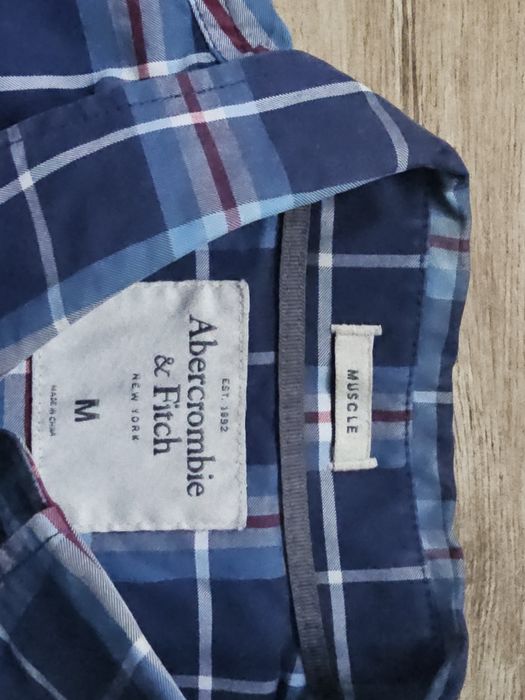 MUSCLE
EST. 1892
Abercrombie
& Fitch
NEW YORK
M
MADE IN CHINA